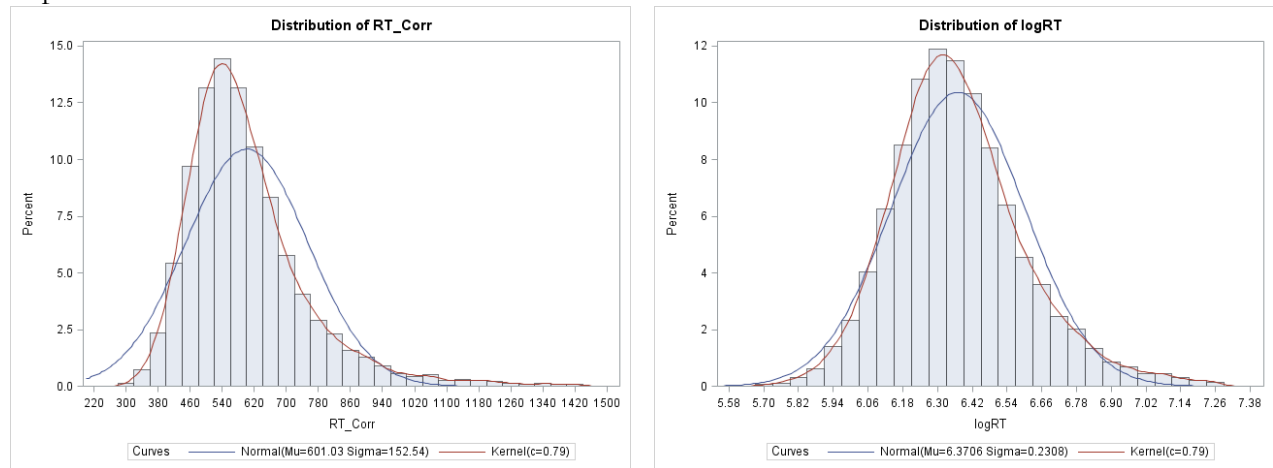 Distribution of RT_Corr
15.0
12.5
10.0
7.5
5.0
2.5
0.0
Percent
220 300 380 460 540 620 700 780 860 940 1020 1100 1180 1260 1340 1420 1500
RT_Corr
Curves Normal(Mu=601.03 Sigma=152.54) Kernel(c=0.79)
Distribution of logRT
12
10
8
6
4
2
0
Percent
5.58 5.70 5.82 5.94 6.06 6.18 6.30 6.42 6.54 6.66 6.78 6.90 7.02 7.14 7.26 7.38
logRT
Curves Normal(Mu=6.3706 Sigma=0.2308) Kernel(c=0.79)